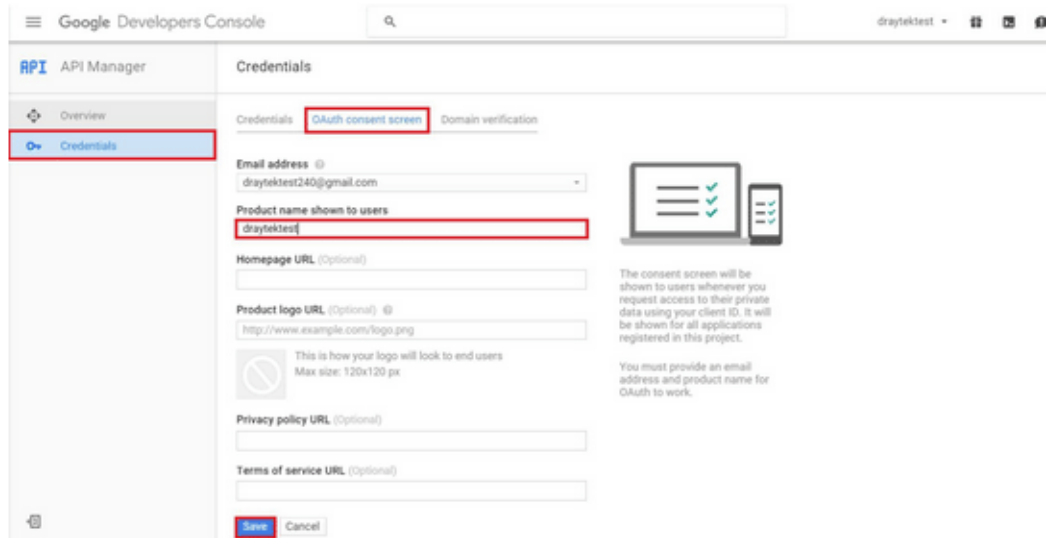 Google Developers Console
draytektest
API API Manager
Credentials
Overview
Credentials
Credentials OAuth consent screen Domain verification
Email address
draytektest240@gmail.com
Product name shown to users
draytektest
Homepage URL (Optional)
Product logo URL (Optional)
http://www.example.com/logo.png
This is how your logo will look to end users
Max size: 120x120 px
Privacy policy URL (Optional)
Terms of service URL (Optional)
Save Cancel
The consent screen will be
shown to users whenever you
request access to their private
data using your client ID. It will
be shown for all applications
registered in this project.
You must provide an email
address and product name for
OAuth to work.